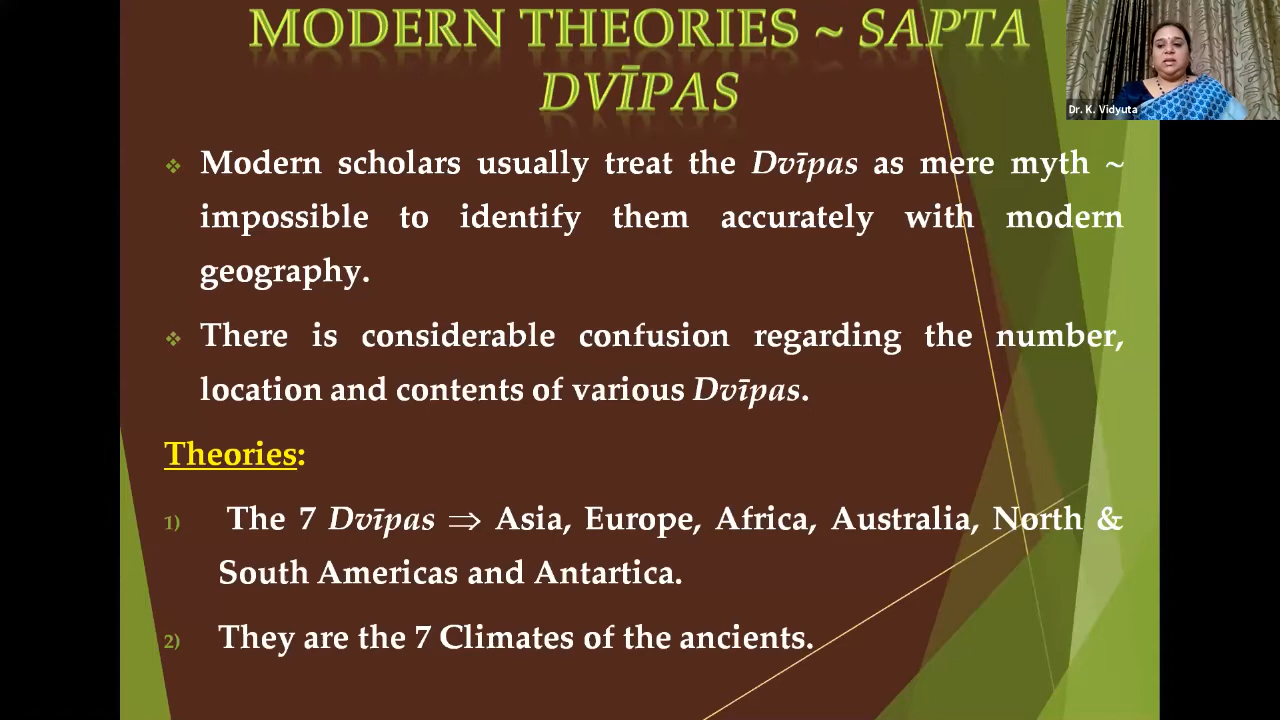 MODERN THEORIES ~ SAPTA
DVĪPAS
Dr. K. Vidyuta
❖ Modern scholars usually treat the Dvīpas as mere myth ~
impossible to identify them accurately with modern
geography.
❖ There is considerable confusion regarding the number,
location and contents of various Dvīpas.
Theories:
1) The 7 Dvīpas ⇒ Asia, Europe, Africa, Australia, North &
South Americas and Antartica.
2) They are the 7 Climates of the ancients.